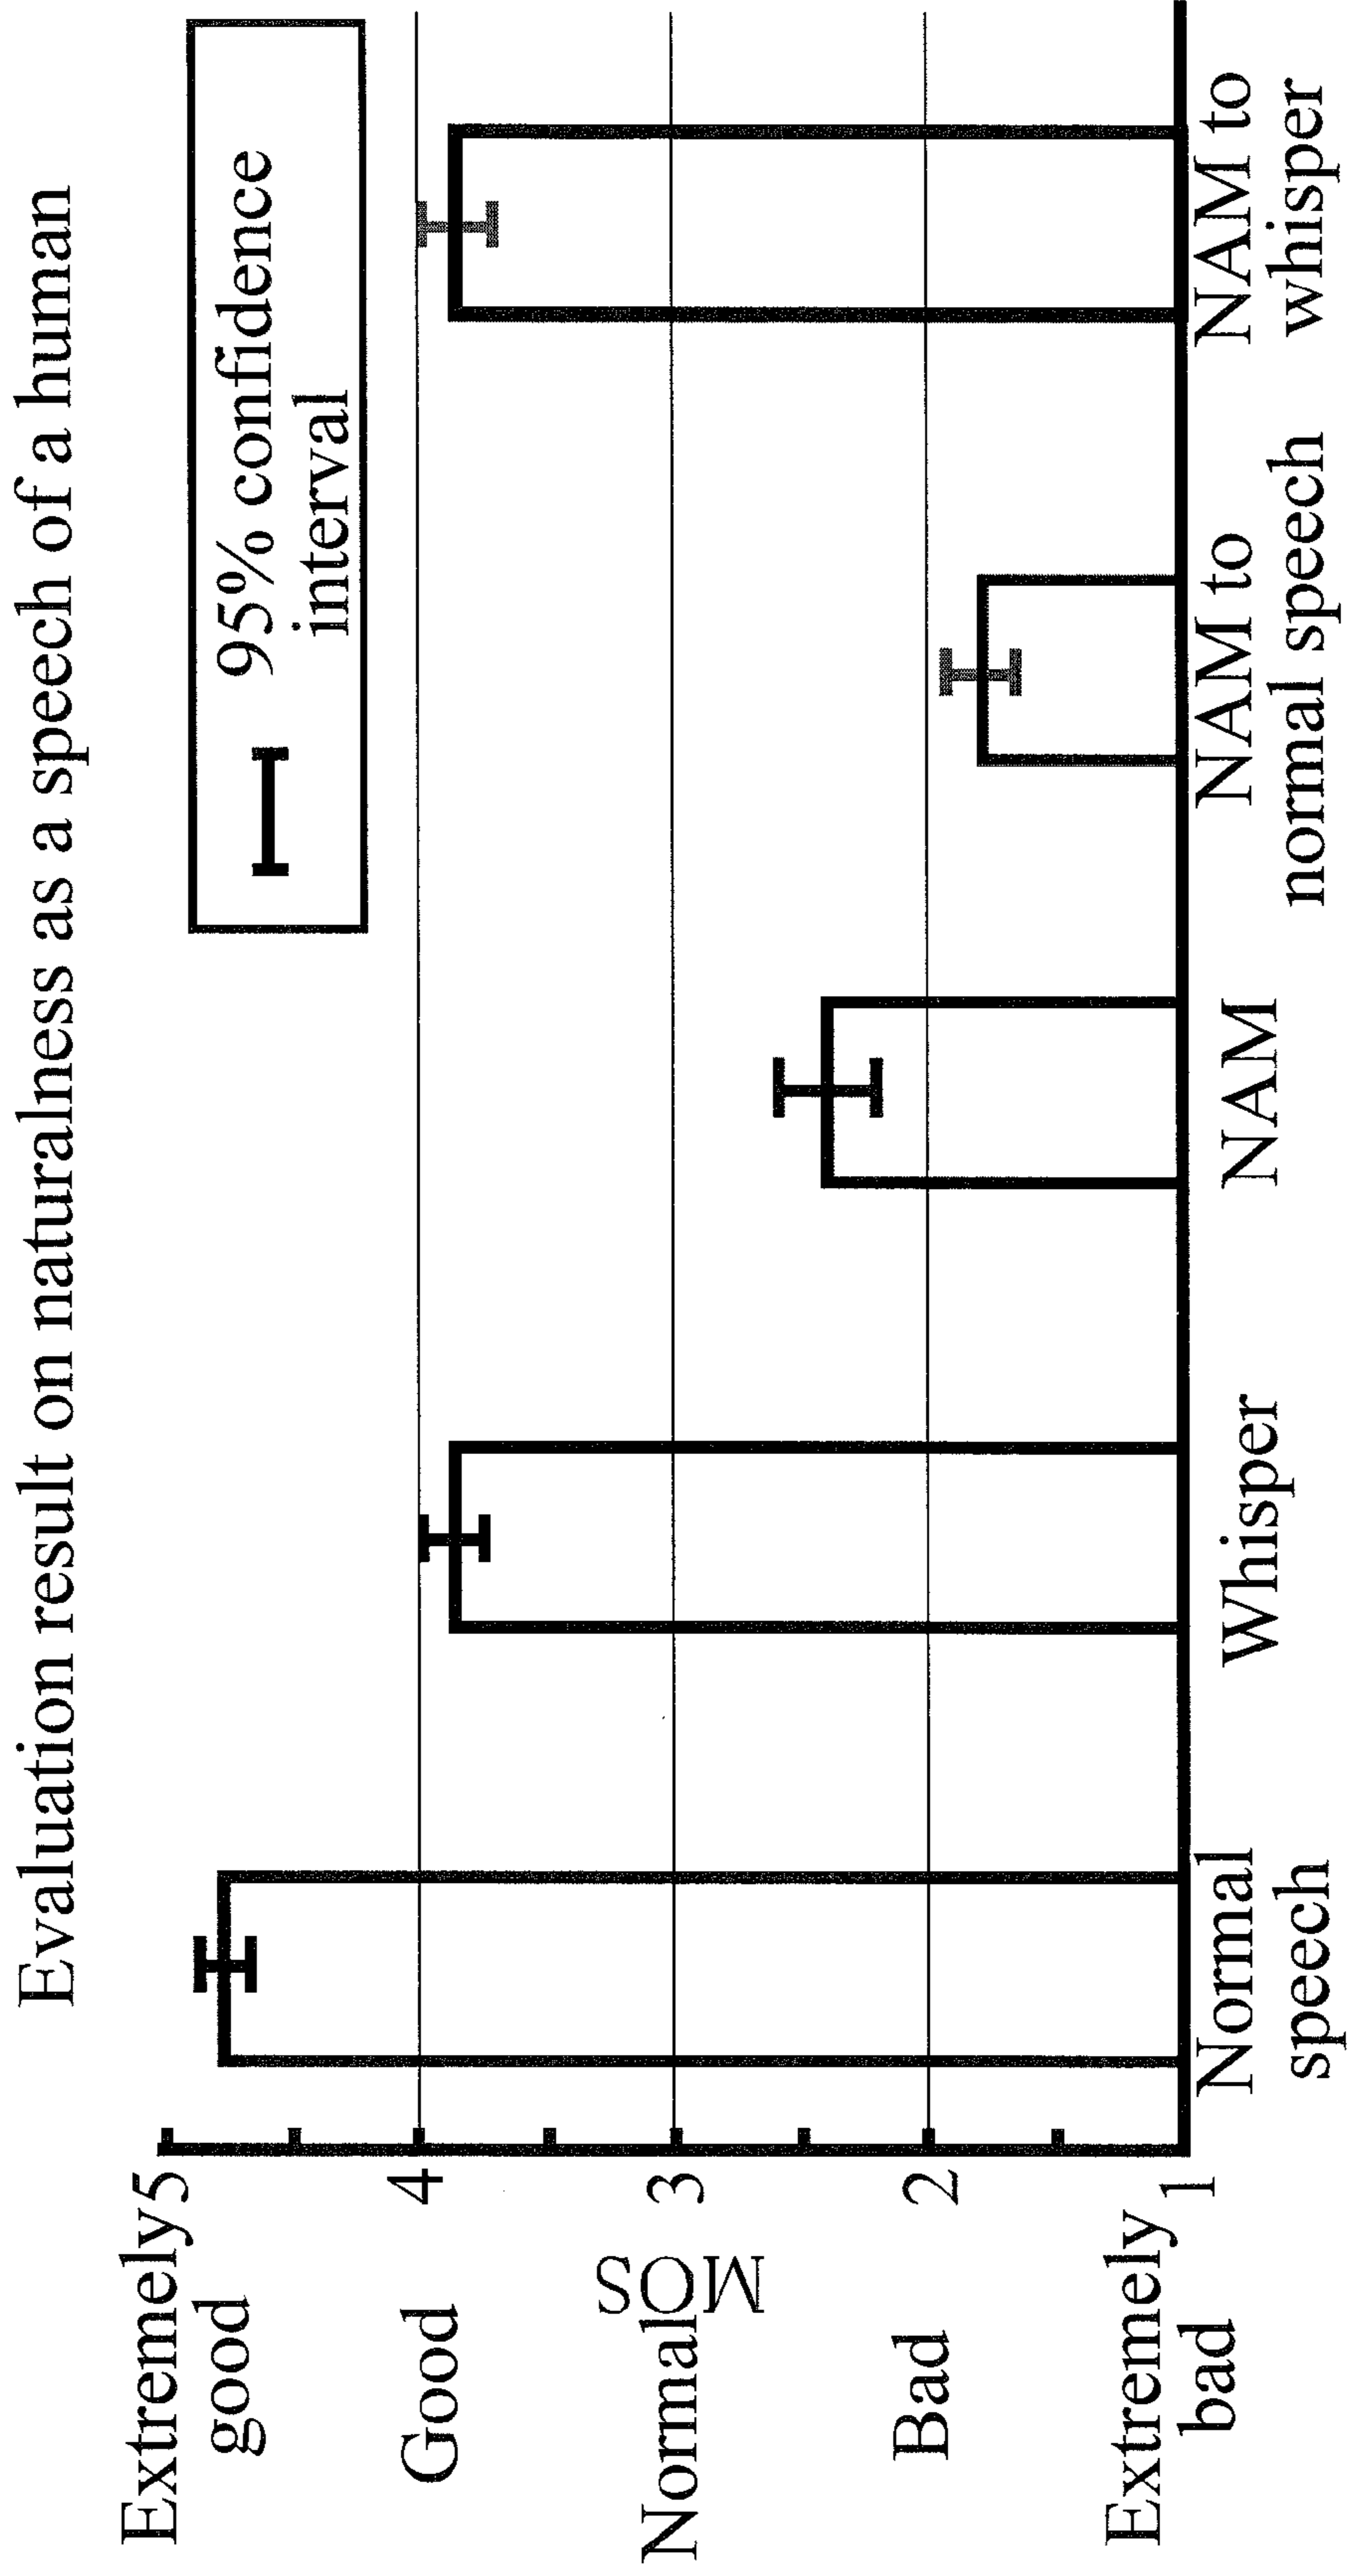 Evaluation result on naturalness as a speech of a human
95% confidence
interval
Extremely
good
Good
Normal
Bad
Extremely
bad
MOS
5
4
3
2
1
Normal
speech
Whisper
NAM
NAM to
normal speech
NAM to
whisper